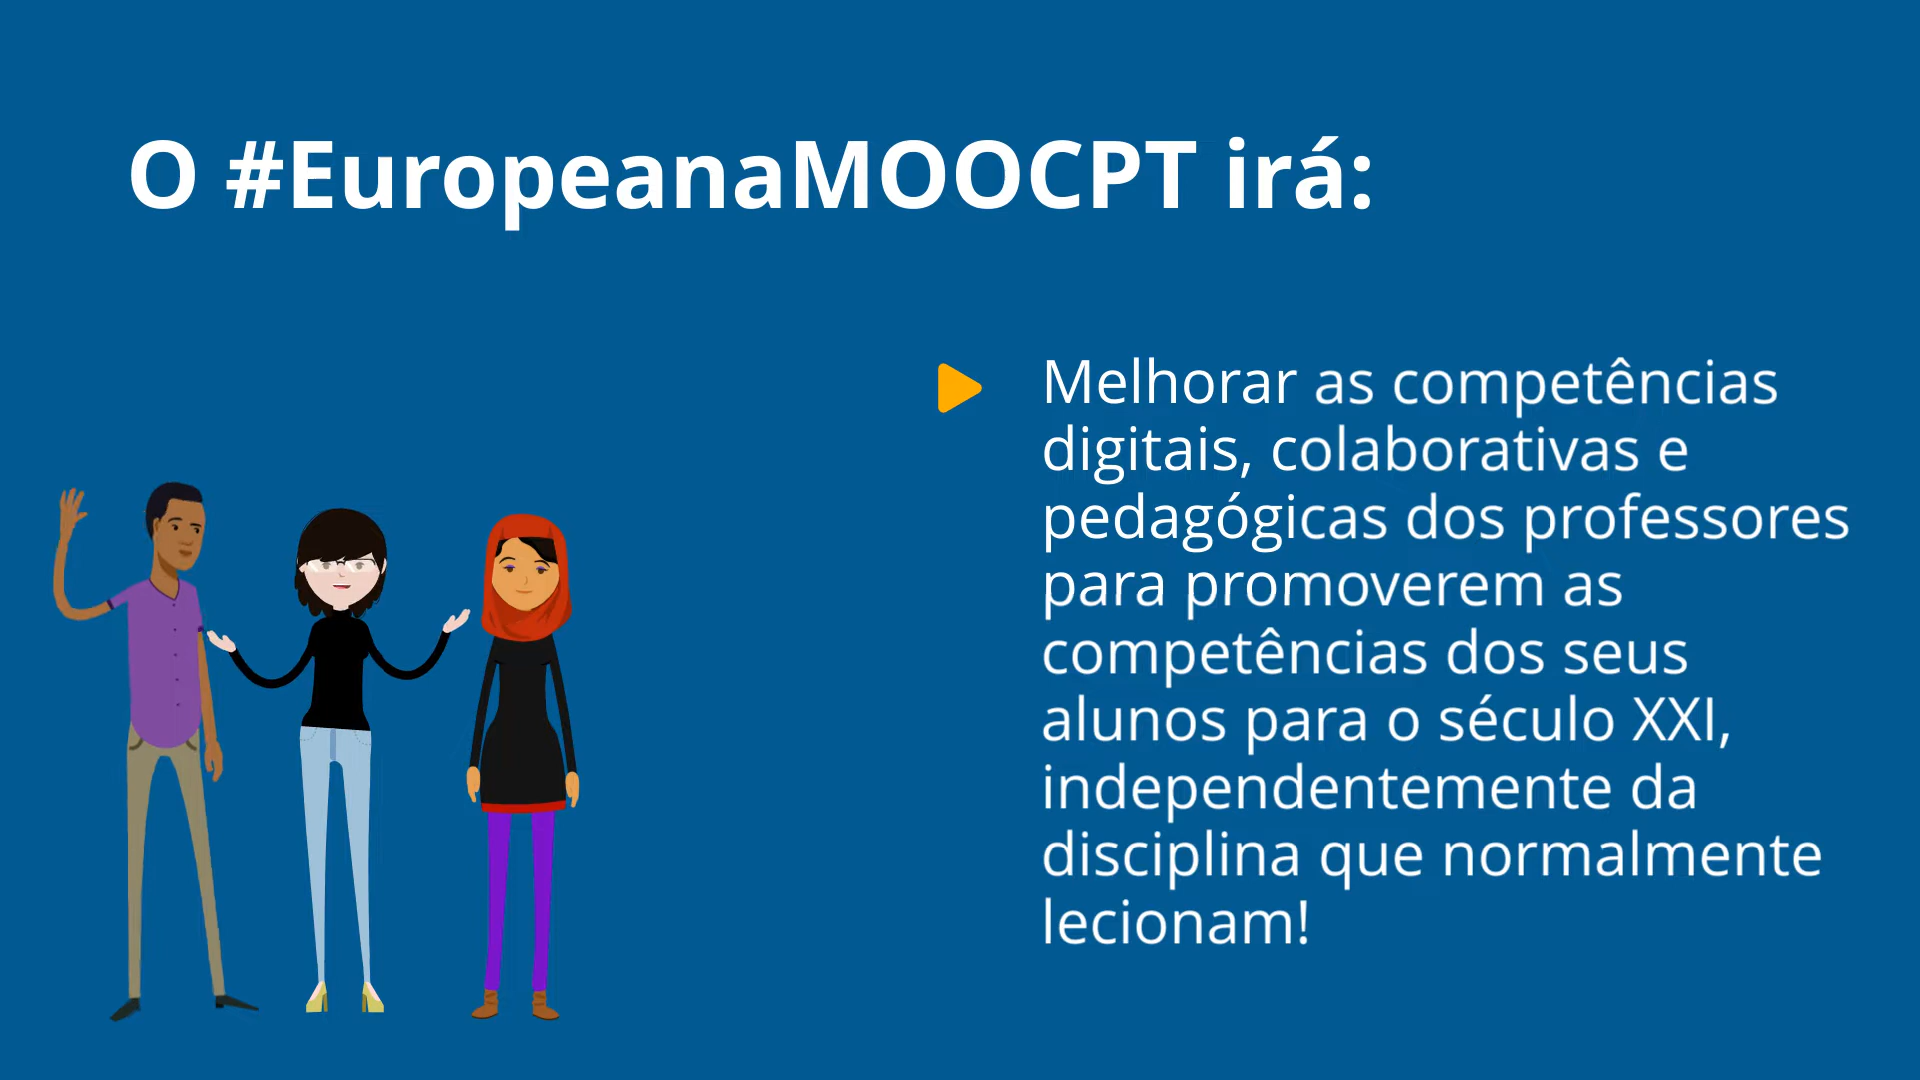 O #EuropeanaMOOCPT irá:
Melhorar as competências
digitais, colaborativas e
pedagógicas dos professores
para promoverem as
competências dos seus
alunos para o século XXI,
independentemente da
disciplina que normalmente
lecionam!